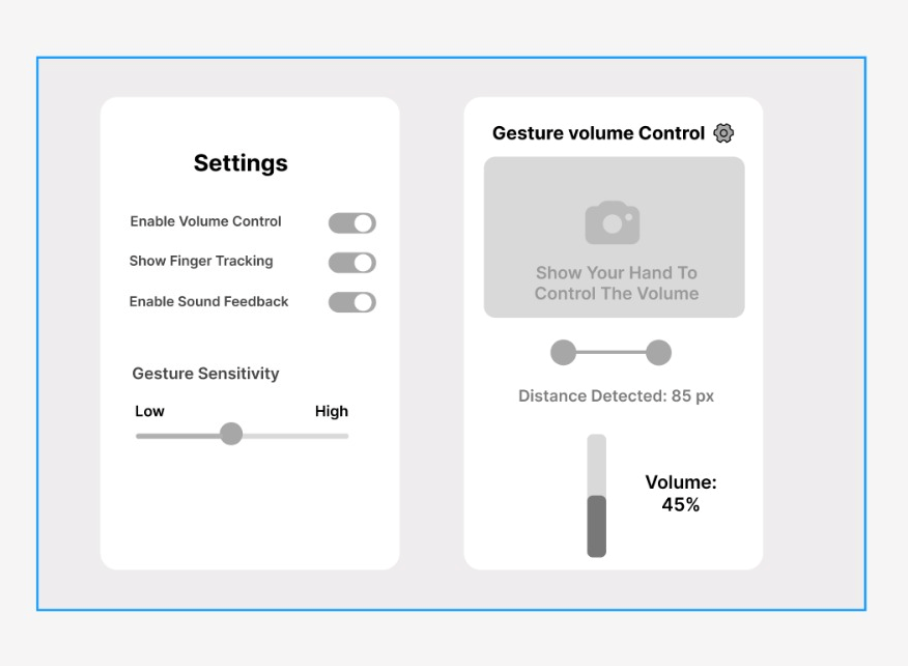 Settings
Enable Volume Control
Show Finger Tracking
Enable Sound Feedback
Gesture Sensitivity
Low High
Gesture volume Control
Show Your Hand To
Control The Volume
Distance Detected: 85 px
Volume:
45%